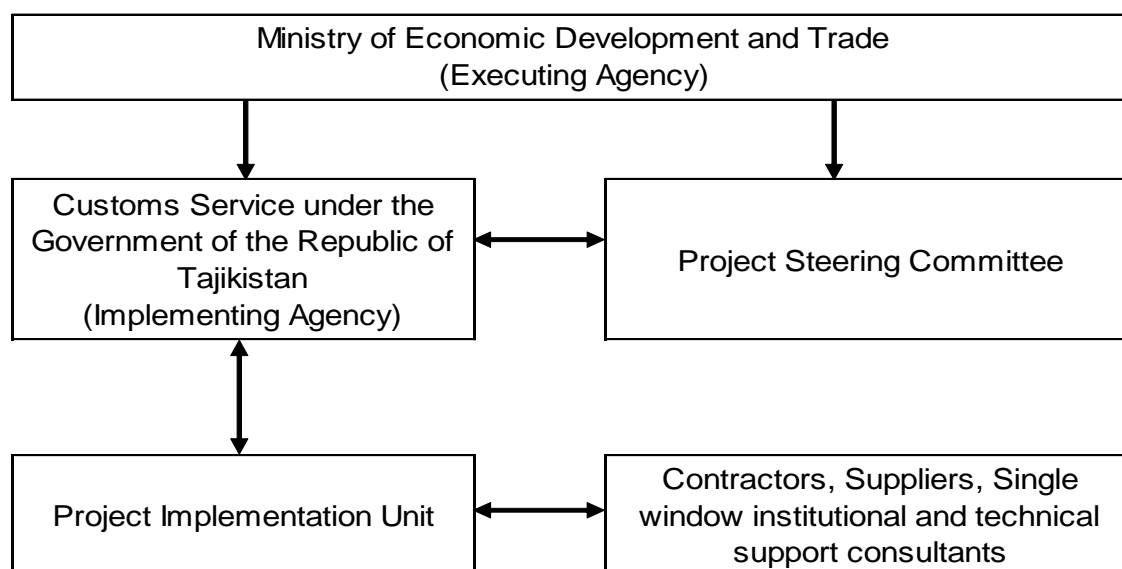 Ministry of Economic Development and Trade
(Executing Agency)
Customs Service under the
Government of the Republic of
Tajikistan
(Implementing Agency)
Project Steering Committee
Project Implementation Unit
Contractors, Suppliers, Single
window institutional and technical
support consultants